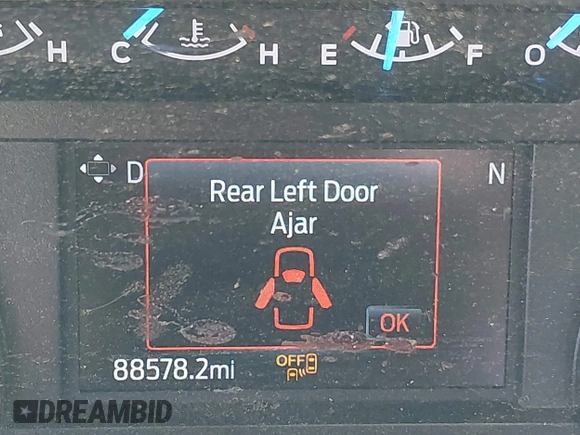 H C H E F O
D N
Rear Left Door
Ajar
OK
88578.2mi OFF
DREAMBID